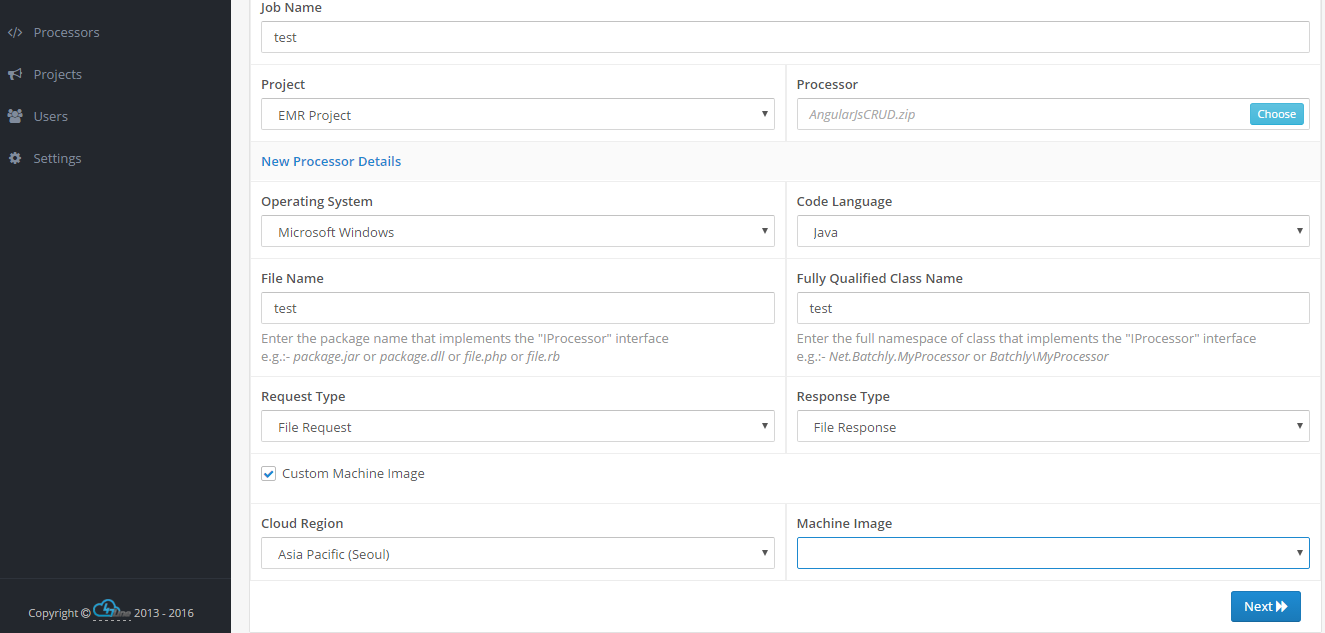 Processors
Projects
Users
Settings
Copyright © One 2013 - 2016
Job Name
test
Project
Processor
EMR Project
AngularJsCRUD.zip
Choose
New Processor Details
Operating System
Code Language
Microsoft Windows
Java
File Name
Fully Qualified Class Name
test
test
Enter the package name that implements the "IProcessor" interface
e.g.:- package.jar or package.dll or file.php or file.rb
Enter the full namespace of class that implements the "IProcessor" interface
e.g.:- Net.Batchly.MyProcessor or Batchly\MyProcessor
Request Type
Response Type
File Request
File Response
Custom Machine Image
Cloud Region
Machine Image
Asia Pacific (Seoul)
Next